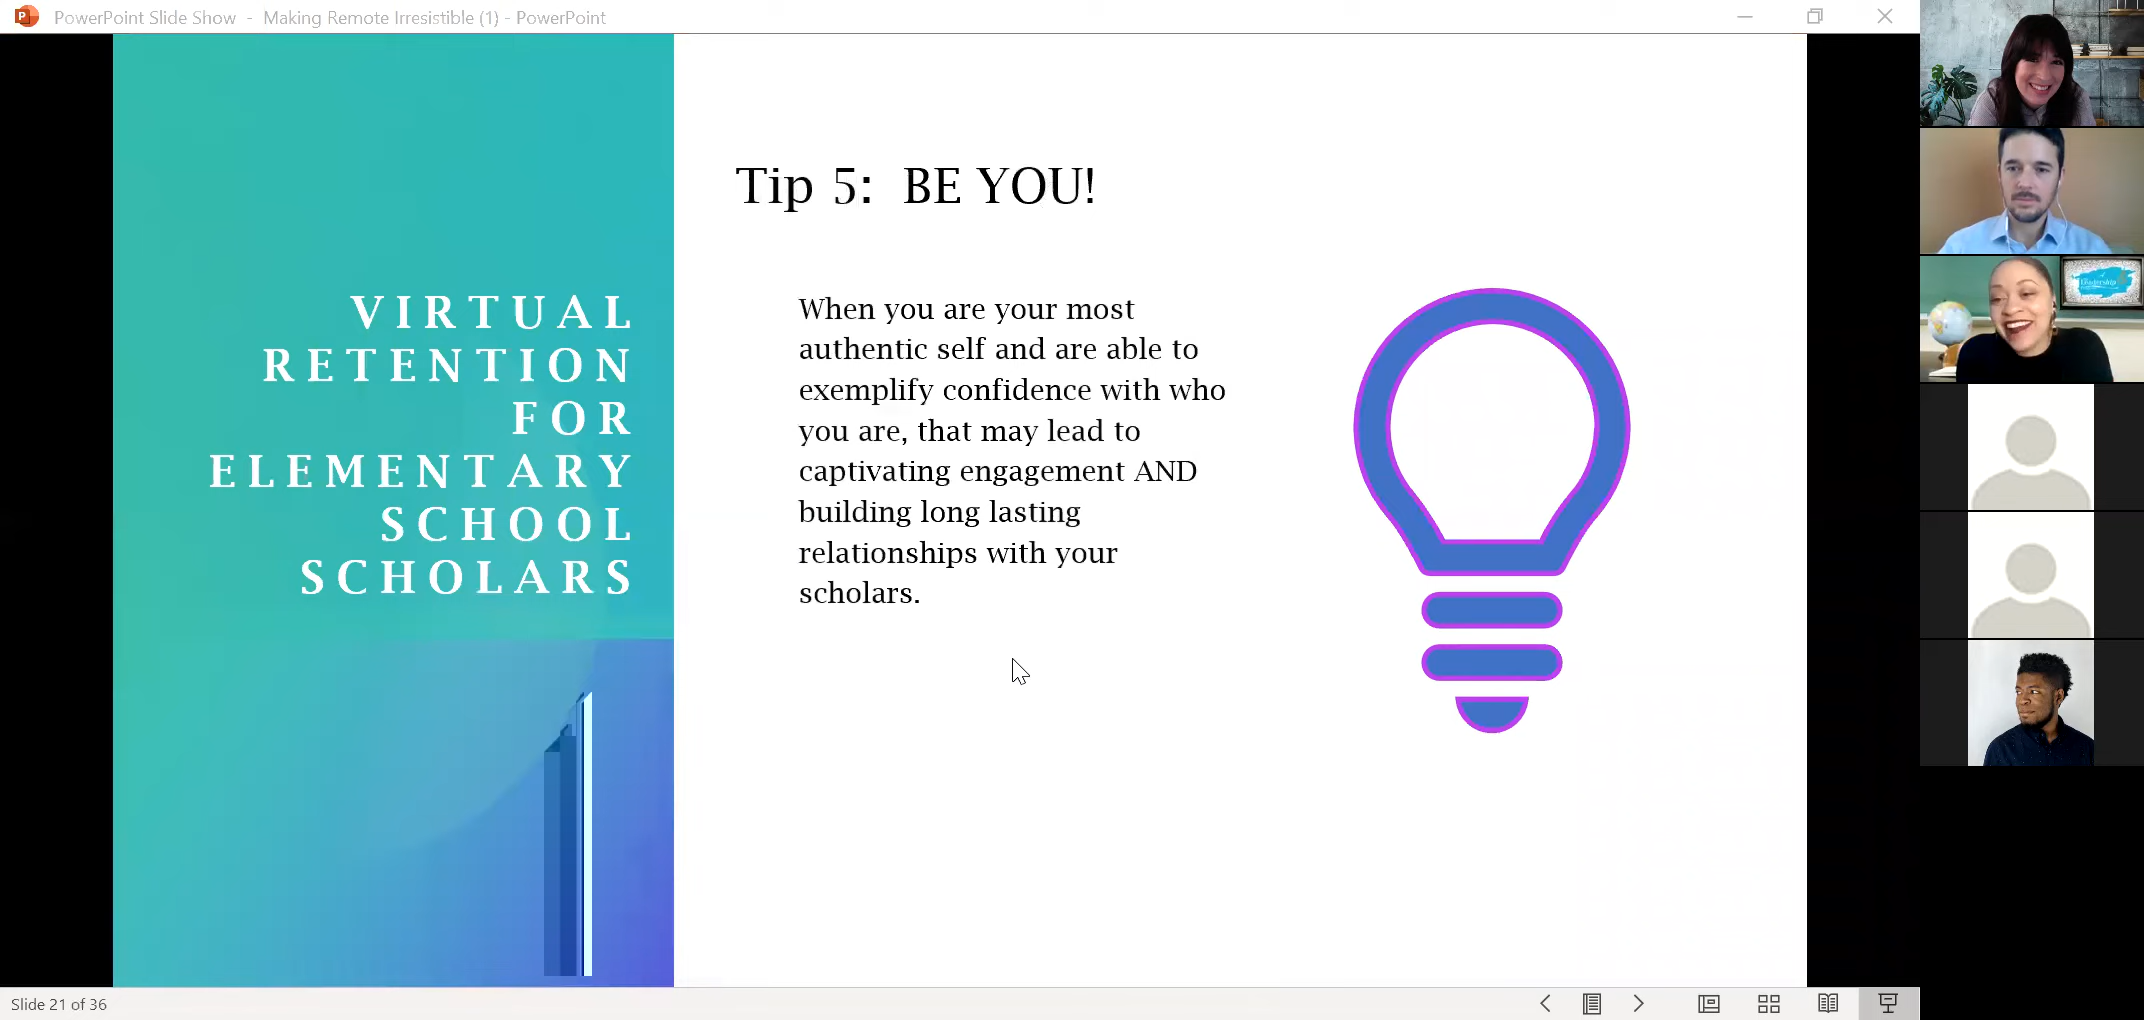 PowerPoint Slide Show - Making Remote Irresistible (1) - PowerPoint
VIRTUAL
RETENTION
FOR
ELEMENTARY
SCHOOL
SCHOLARS
Tip 5: BE YOU!
When you are your most
authentic self and are able to
exemplify confidence with who
you are, that may lead to
captivating engagement AND
building long lasting
relationships with your
scholars.
Leadership
Slide 21 of 36